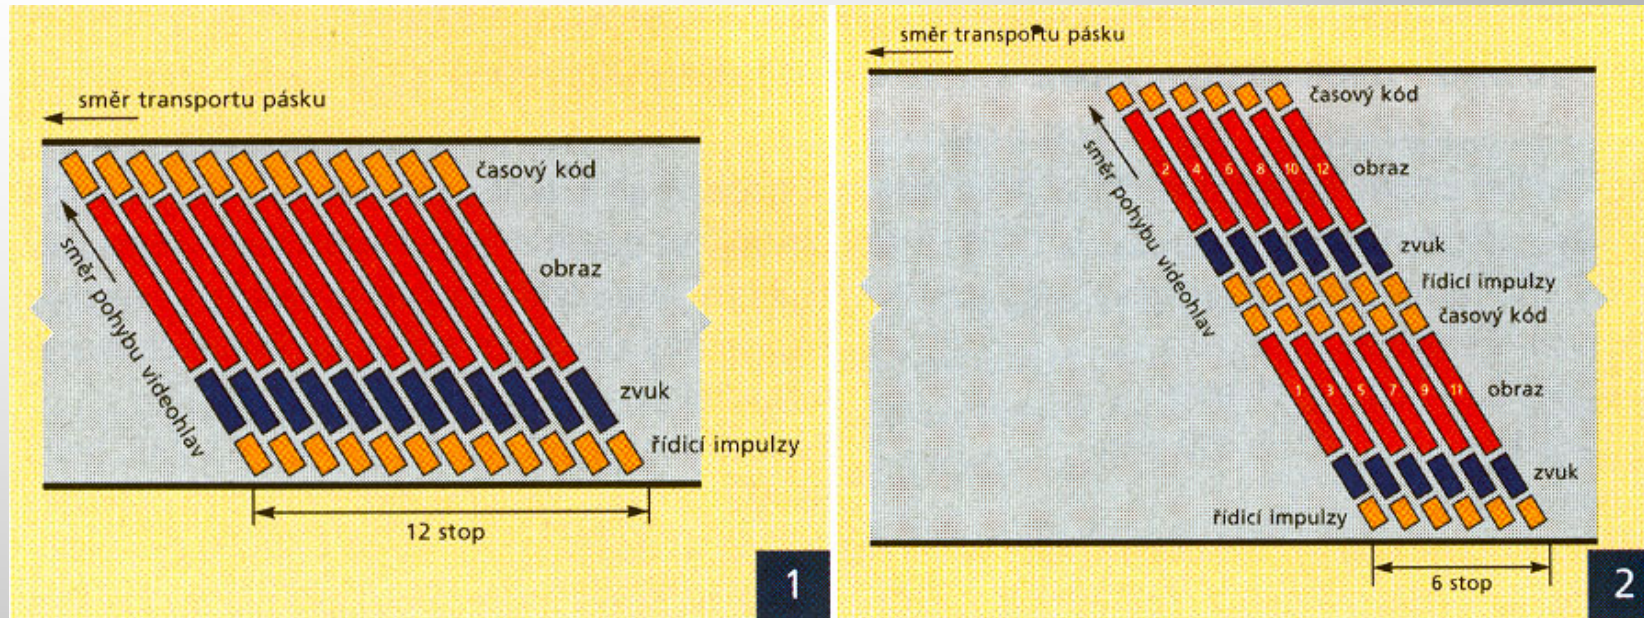 směr transportu pásku
časový kód
směr pohybu videohlav
obraz
zvuk
řídicí impulzy
12 stop
1
směr transportu pásku
časový kód
směr pohybu videohlav
2 4 6 8 10 12
obraz
zvuk
řídicí impulzy
časový kód
1 3 5 7 9 11
obraz
zvuk
řídicí impulzy
6 stop
2